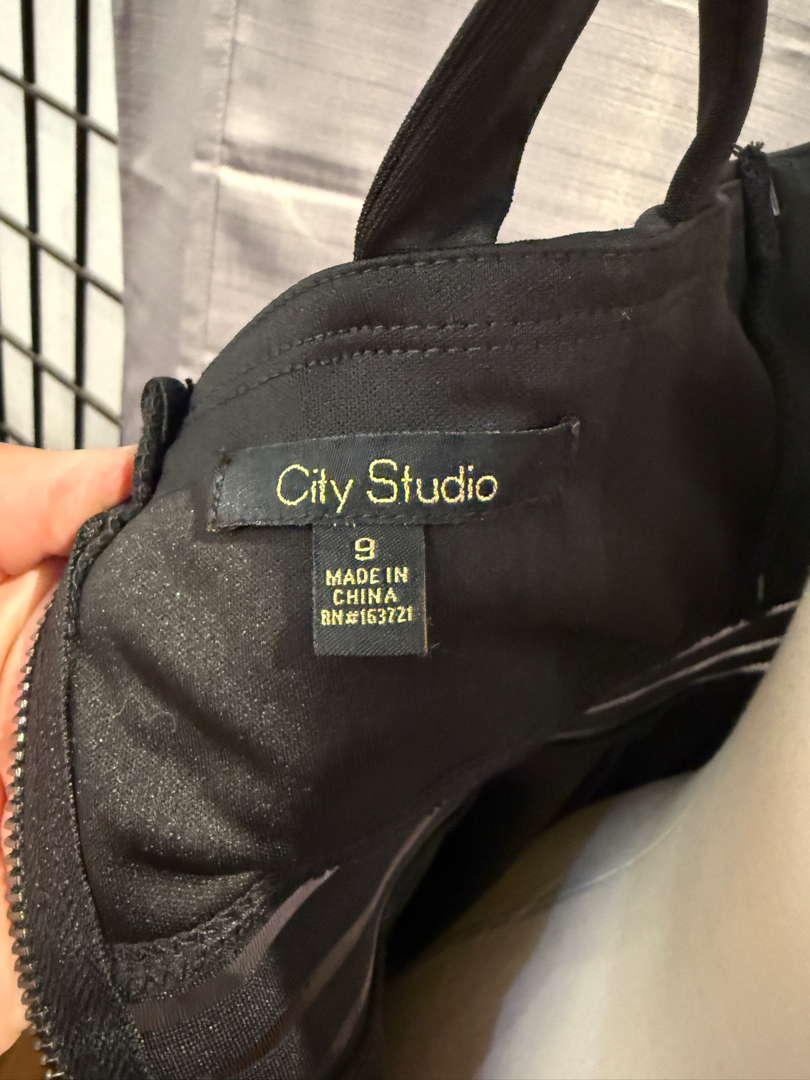 City Studio
9
MADE IN
CHINA
RN#163721